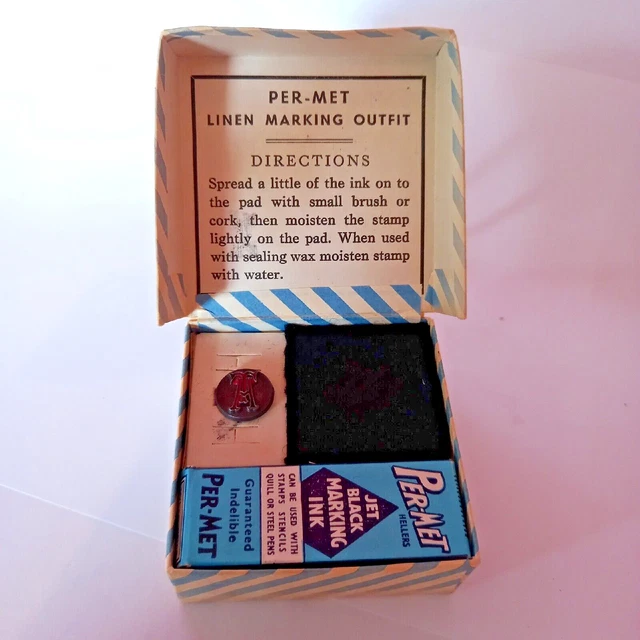 PER-MET
LINEN MARKING OUTFIT
DIRECTIONS
Spread a little of the ink on to
the pad with small brush or
cork, then moisten the stamp
lightly on the pad. When used
with sealing wax moisten stamp
with water.
M
PER-MET
HELLERS
JET
BLACK
MARKING
INK
CAN BE USED WITH
STAMPS STENCILS
QUILL OR STEEL PENS
Guaranteed
Indelible
PER-MET